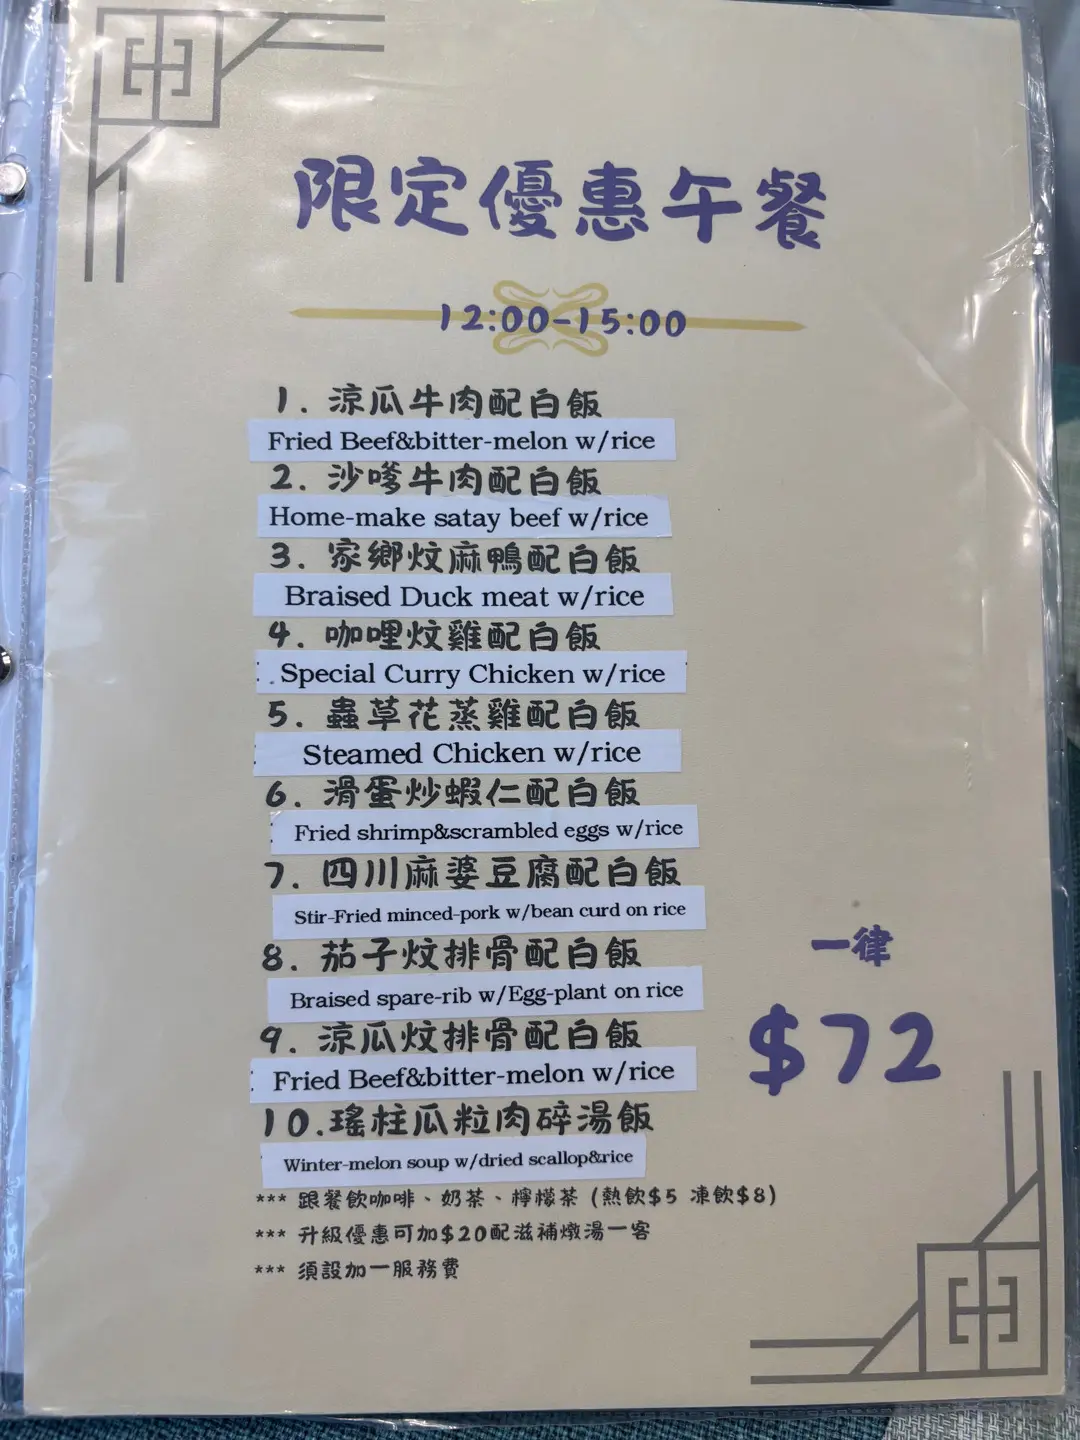 限定優惠午餐
12:00-15:00
1. 涼瓜牛肉配白飯
Fried Beef&bitter-melon w/rice
2. 沙嗲牛肉配白飯
Home-make satay beef w/rice
3. 家鄉炆麻鴨配白飯
Braised Duck meat w/rice
4. 咖哩炆雞配白飯
Special Curry Chicken w/rice
5. 蟲草花蒸雞配白飯
Steamed Chicken w/rice
6. 滑蛋炒蝦仁配白飯
Fried shrimp&scrambled eggs w/rice
7. 四川麻婆豆腐配白飯
Stir-Fried minced-pork w/bean curd on rice
8. 茄子炆排骨配白飯
Braised spare-rib w/Egg-plant on rice
9. 涼瓜炆排骨配白飯
Fried Beef&bitter-melon w/rice
10.瑤柱瓜粒肉碎湯飯
Winter-melon soup w/dried scallop&rice
一律
$72
*** 跟餐飲咖啡、奶茶、檸檬茶 (熱飲$5 凍飲$8)
*** 升級優惠可加$20配滋補燉湯一客
*** 須設加一服務費